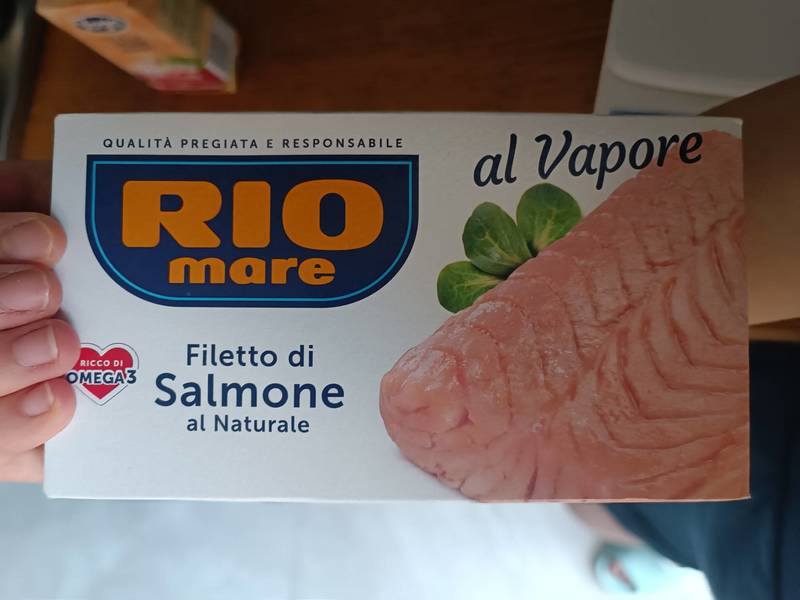 QUALITÀ PREGIATA E RESPONSABILE
RIO
mare
al Vapore
RICCO DI
OMEGA3
Filetto di
Salmone
al Naturale